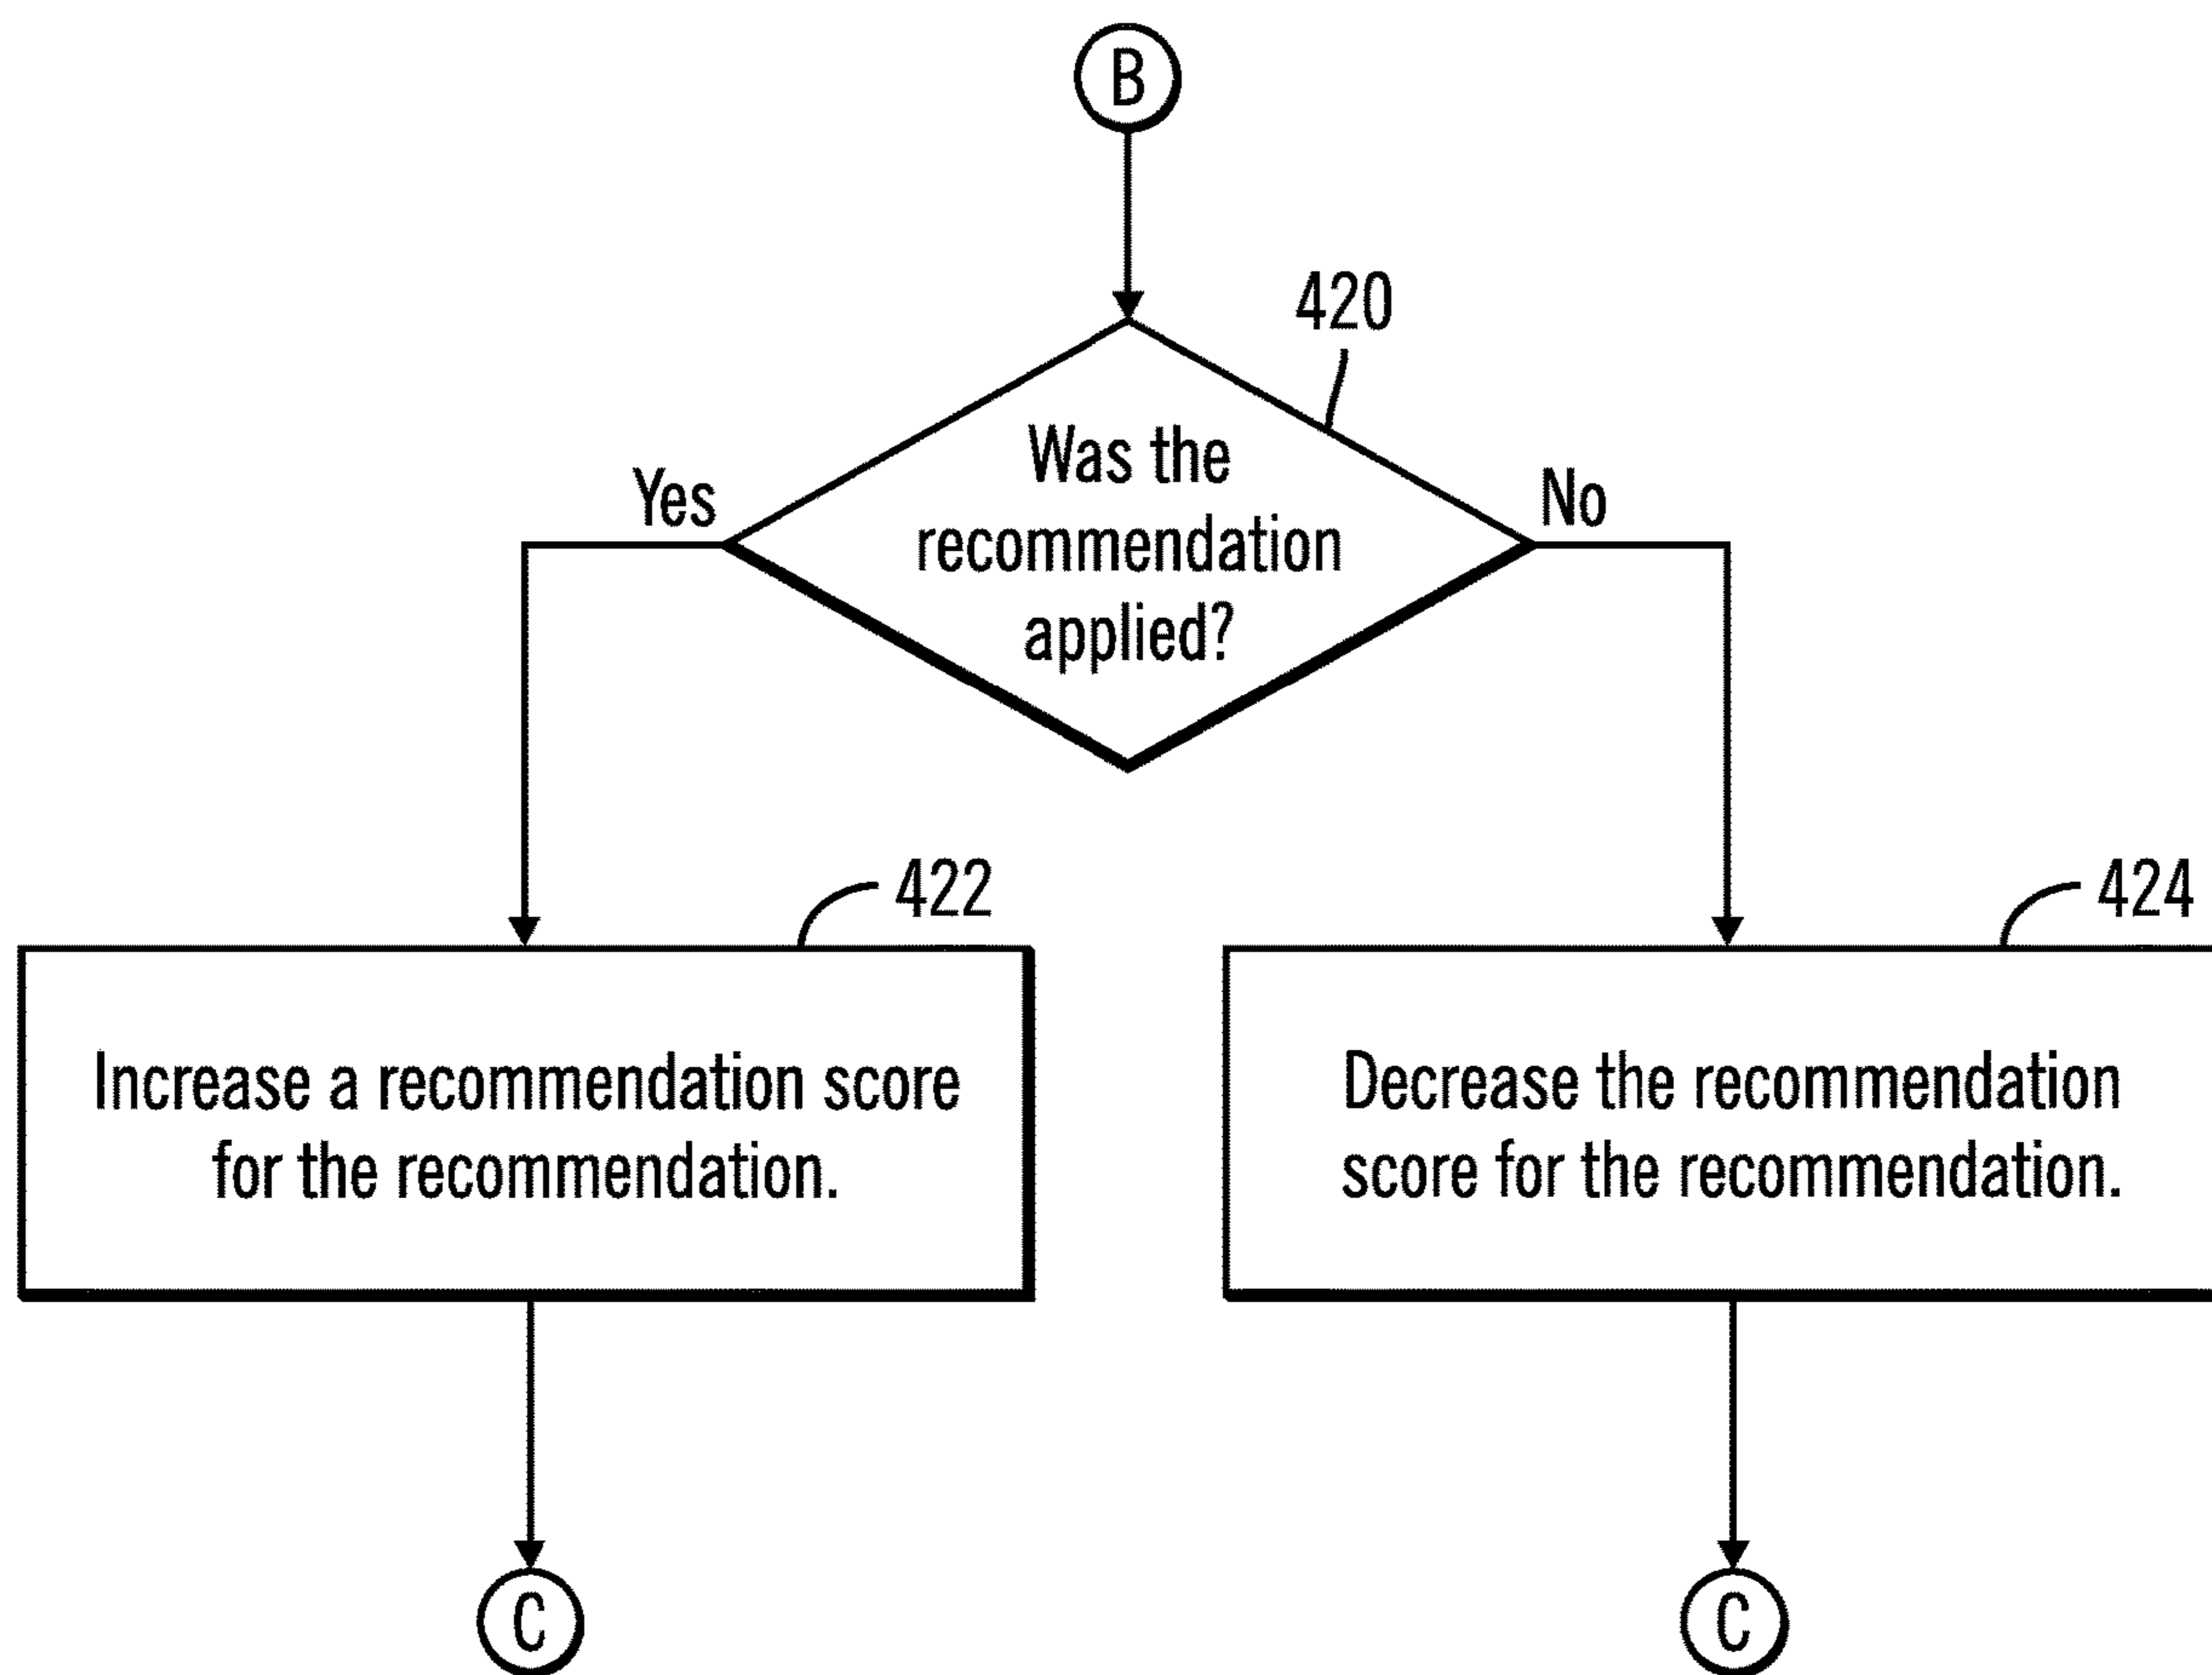 B
420
Was the
recommendation
applied?
Yes
No
422
424
Increase a recommendation score
for the recommendation.
Decrease the recommendation
score for the recommendation.
C
C